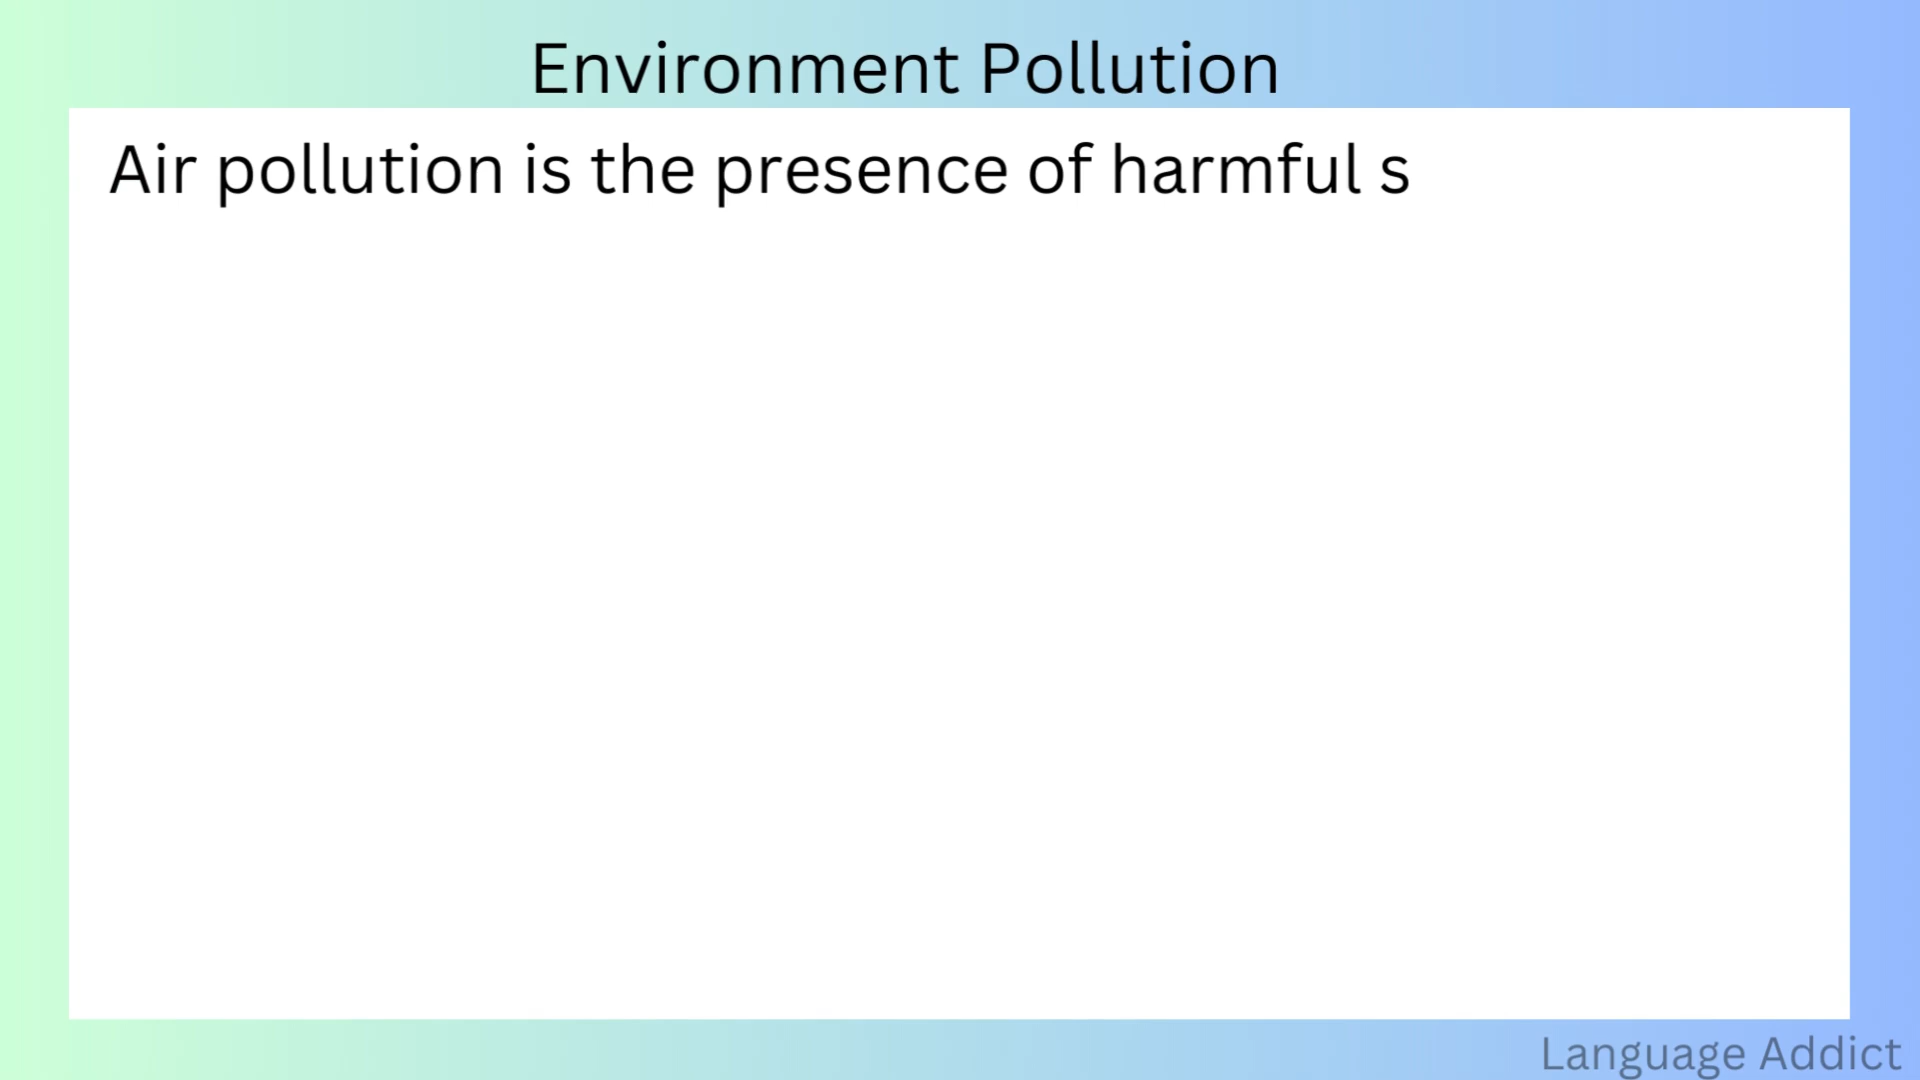 Environment Pollution
Air pollution is the presence of harmful s
Language Addict